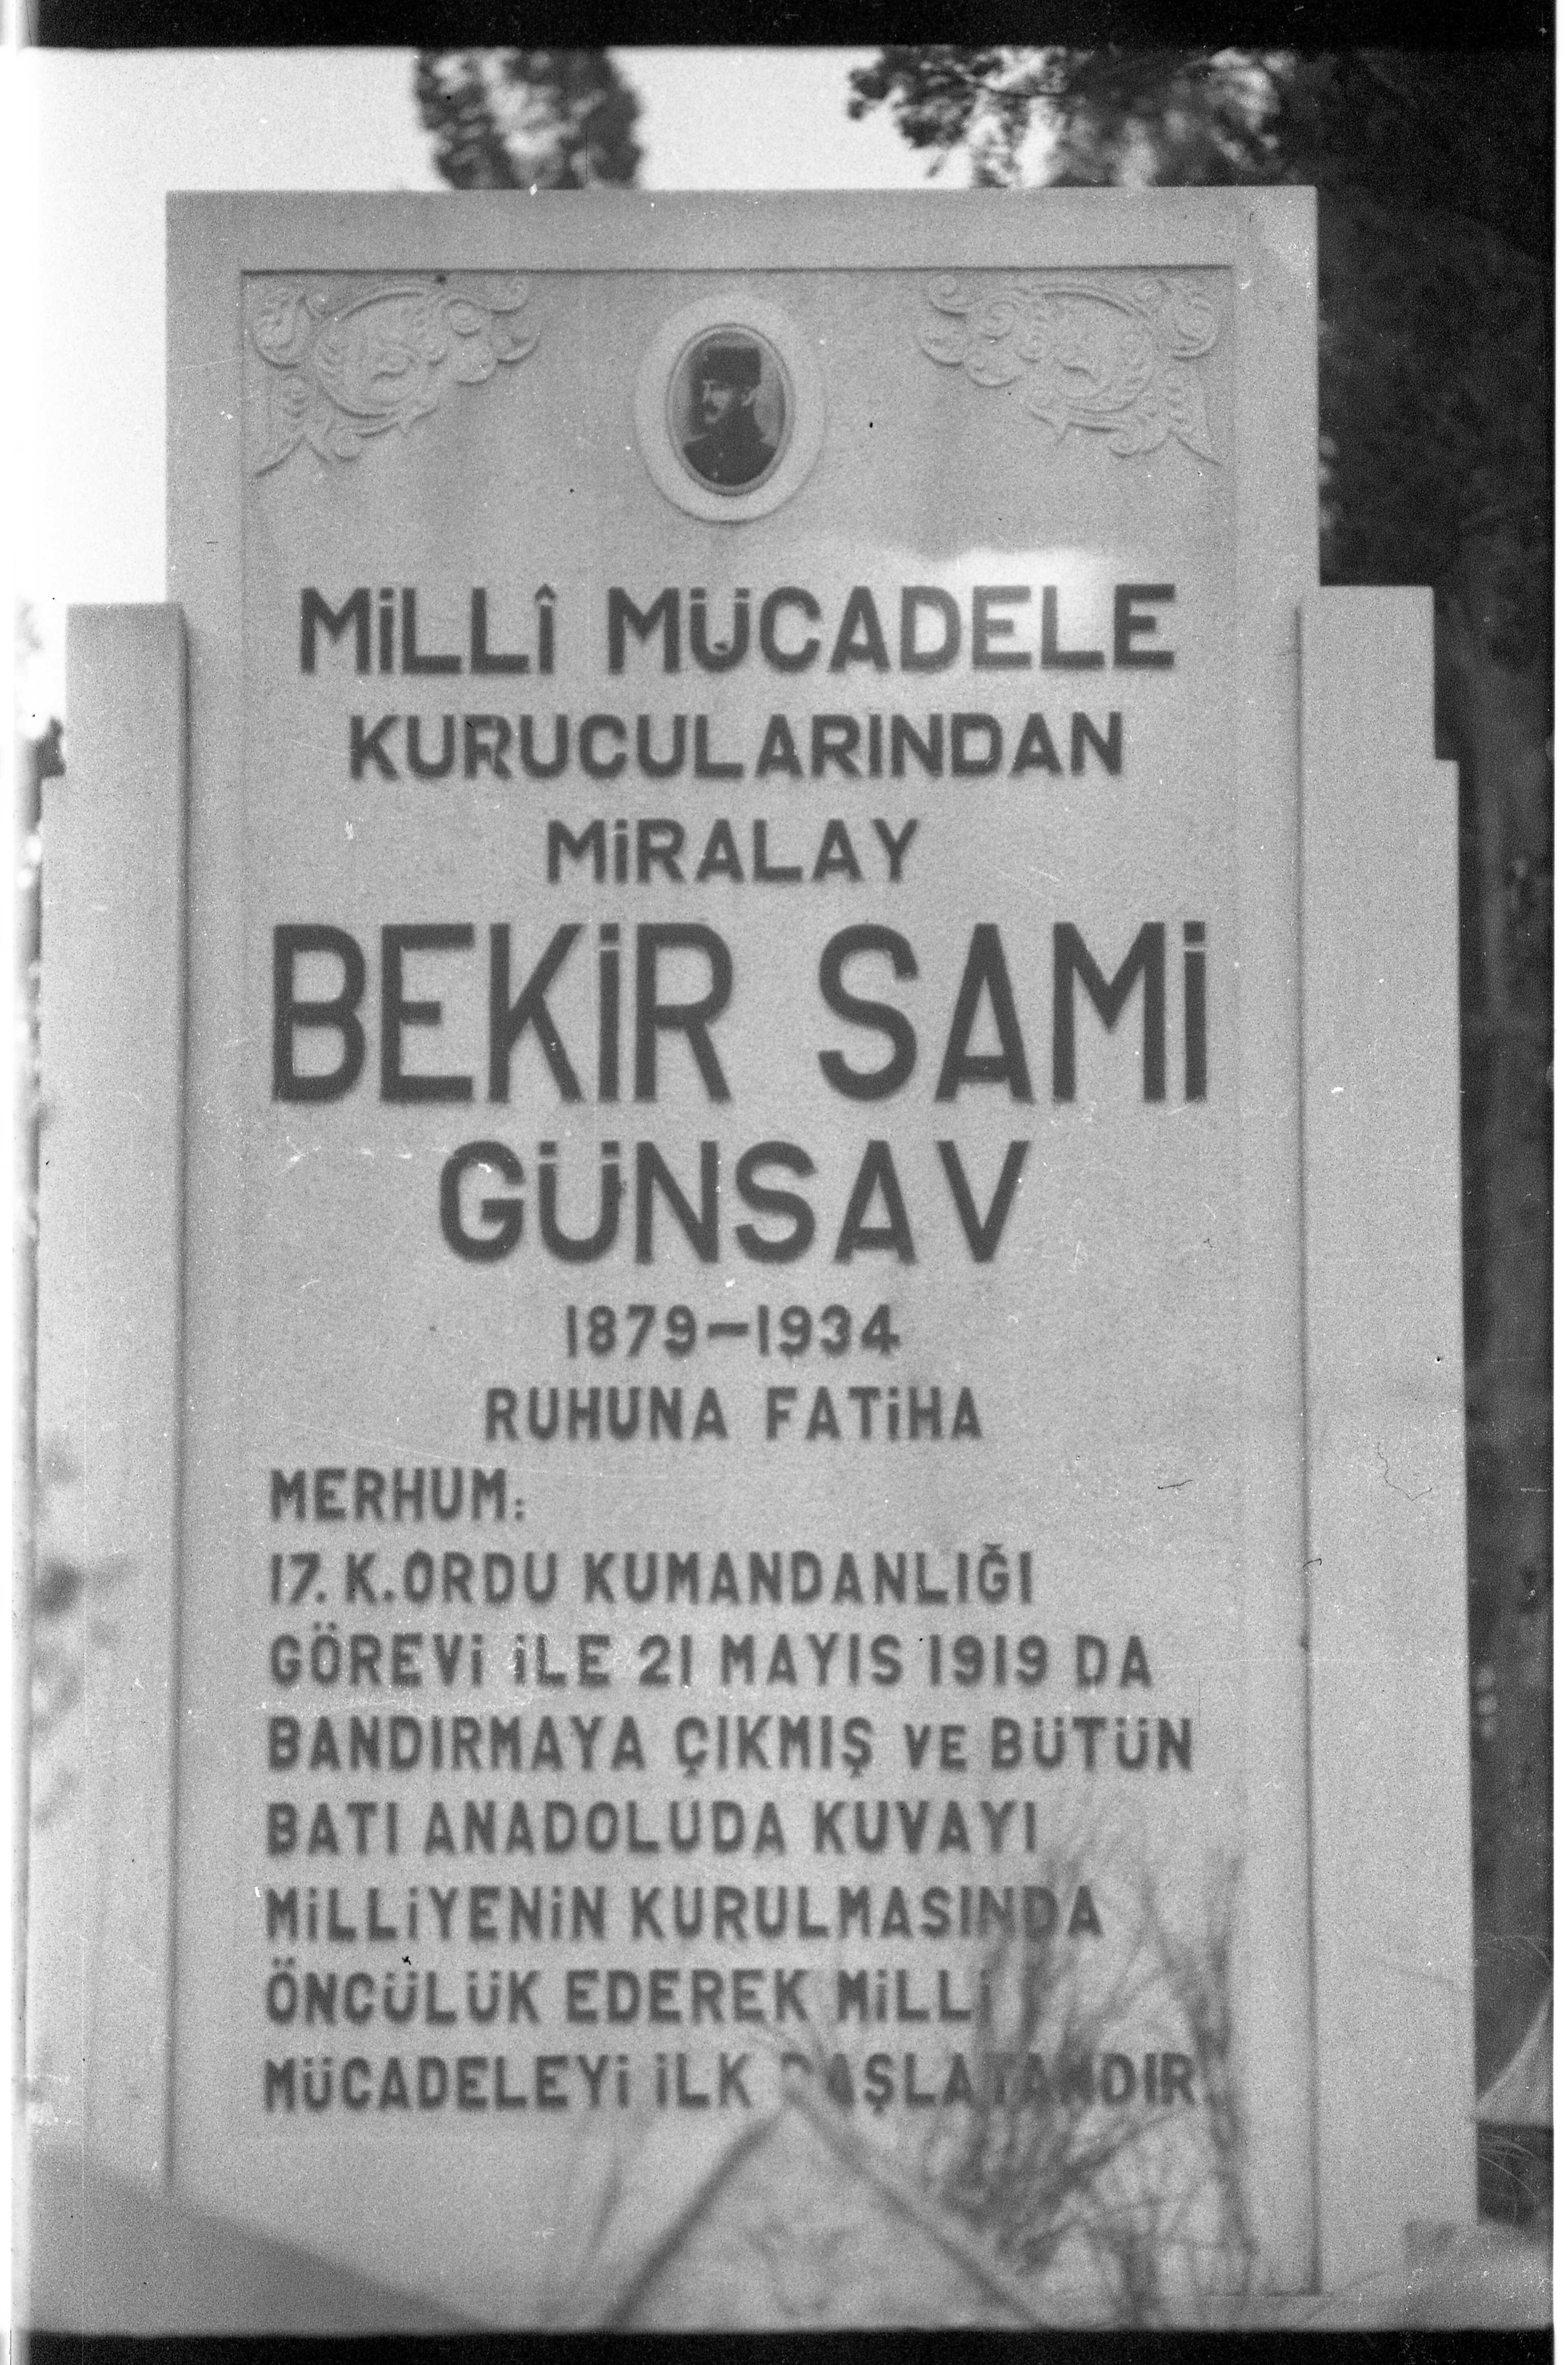 MİLLÎ MÜCADELE
KURUCULARINDAN
MİRALAY
BEKİR SAMİ
GÜNSAV
1879-1934
RUHUNA FATİHA
MERHUM:
17. K.ORDU KUMANDANLIĞI
GÖREVİ İLE 21 MAYIS 1919 DA
BANDIRMAYA ÇIKMIŞ VE BÜTÜN
BATI ANADOLUDA KUVAYI
MİLLİYENİN KURULMASINDA
ÖNCÜLÜK EDEREK MİLLİ
MÜCADELEYİ İLK BAŞLATANDIR